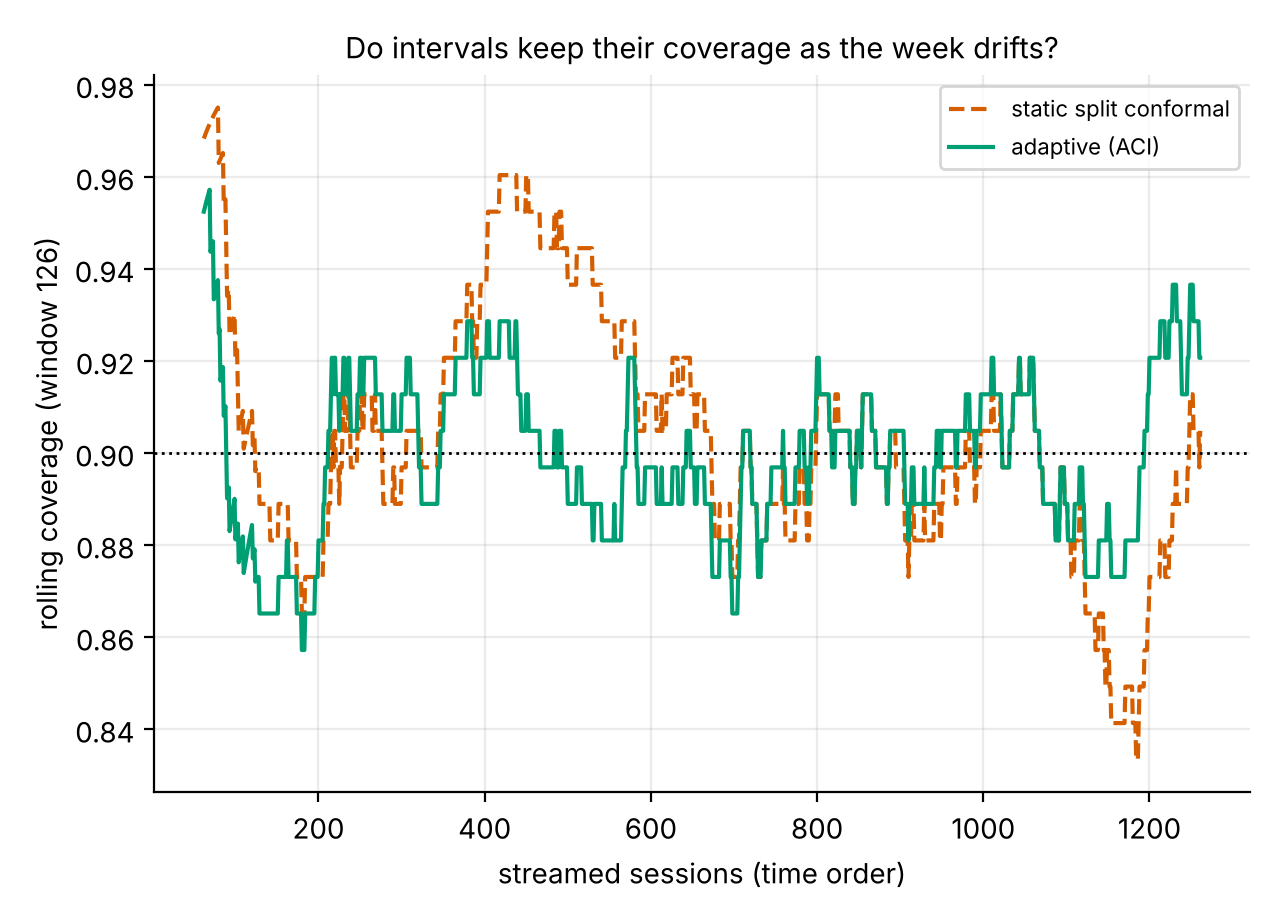 Do intervals keep their coverage as the week drifts?
static split conformal
adaptive (ACI)
rolling coverage (window 126)
0.98
0.96
0.94
0.92
0.90
0.88
0.86
0.84
200 400 600 800 1000 1200
streamed sessions (time order)